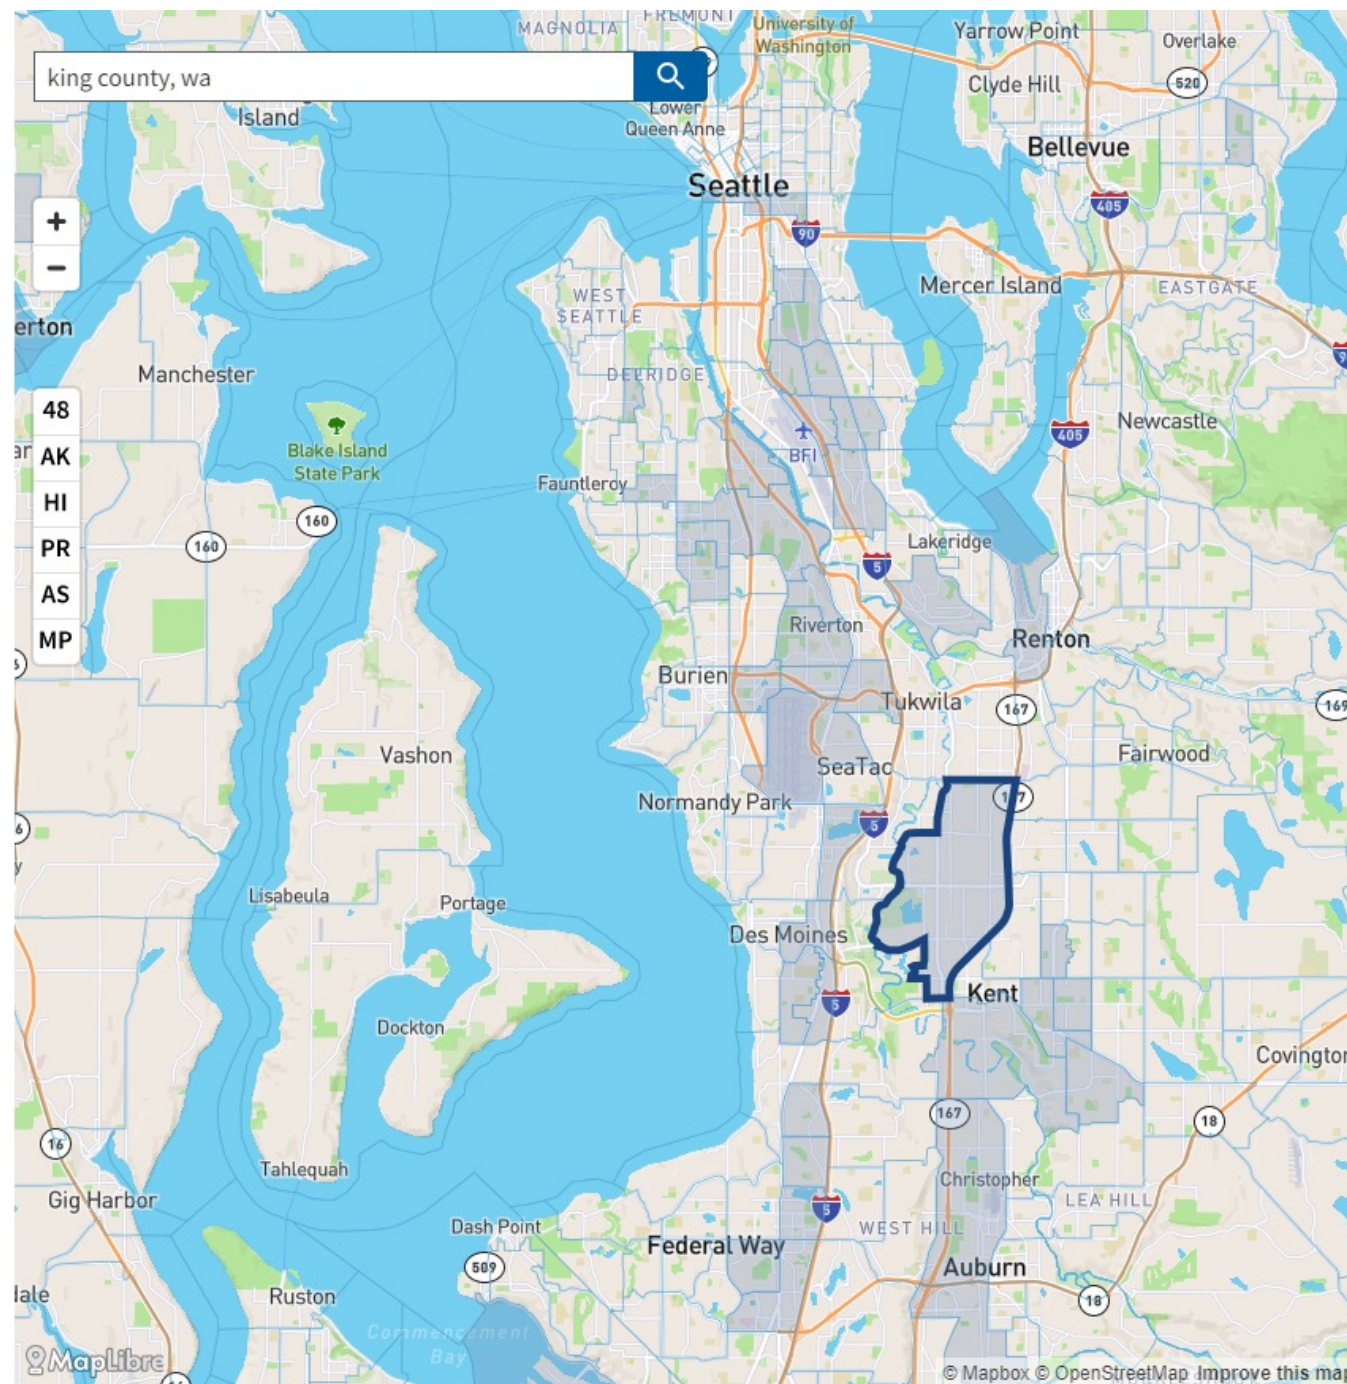 MAGNOLIA
FREMONT
University of
Washington
Yarrow Point
Overlake
king county, wa
Clyde Hill
520
Island
Lower
Queen Anne
Bellevue
Seattle
405
+
90
−
Mercer Island
EASTGATE
WEST
SEATTLE
erton
Manchester
DELRIDGE
48
Newcastle
405
AK
Blake Island
State Park
BFI
Fauntleroy
HI
160
160
PR
Lakeridge
5
AS
Riverton
MP
Renton
Burien
Tukwila
167
169
Vashon
SeaTac
Fairwood
Normandy Park
5
Lisabeula
Portage
Des Moines
5
Kent
Dockton
Covington
167
18
16
Tahlequah
Christopher
Gig Harbor
LEA HILL
5
Dash Point
WEST HILL
Federal Way
509
Auburn
dale
Ruston
18
Commencement
Bay
MapLibre
© Mapbox © OpenStreetMap Improve this map